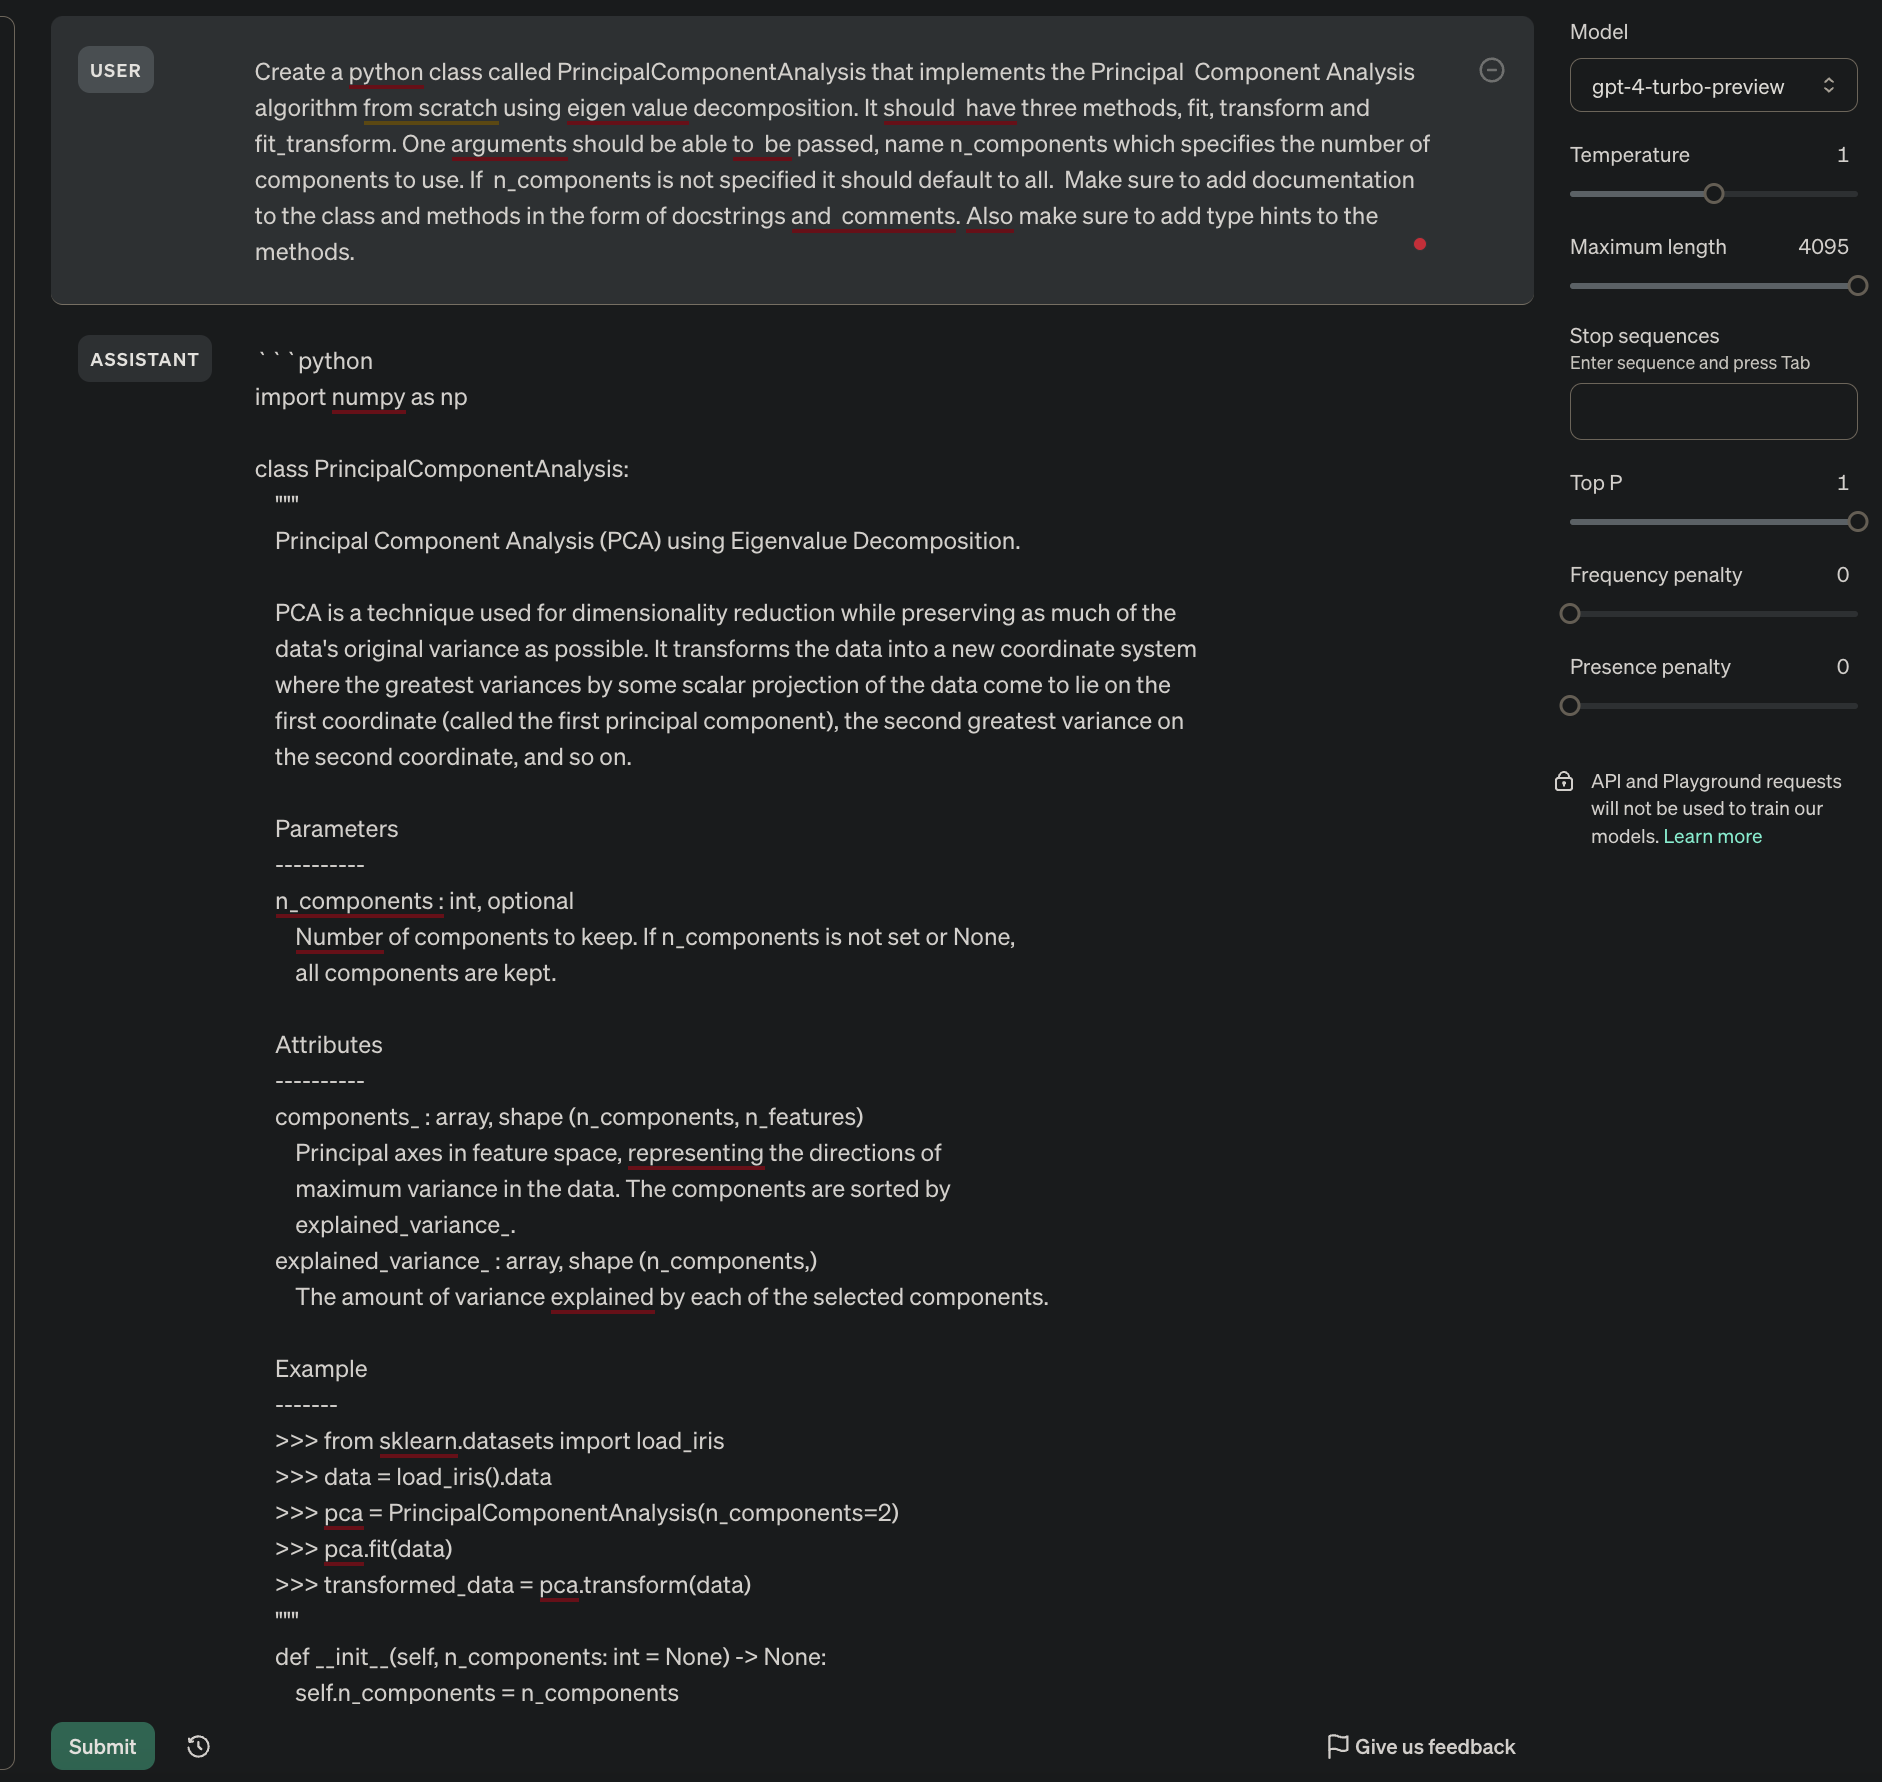 USER
Create a python class called PrincipalComponentAnalysis that implements the Principal  Component Analysis
algorithm from scratch using eigen value decomposition. It should  have three methods, fit, transform and
fit_transform. One arguments should be able to  be passed, name n_components which specifies the number of
components to use. If  n_components is not specified it should default to all.  Make sure to add documentation
to the class and methods in the form of docstrings and  comments. Also make sure to add type hints to the
methods.
ASSISTANT
```python
import numpy as np
class PrincipalComponentAnalysis:
"""
Principal Component Analysis (PCA) using Eigenvalue Decomposition.
PCA is a technique used for dimensionality reduction while preserving as much of the
data's original variance as possible. It transforms the data into a new coordinate system
where the greatest variances by some scalar projection of the data come to lie on the
first coordinate (called the first principal component), the second greatest variance on
the second coordinate, and so on.
Parameters
----------
n_components : int, optional
Number of components to keep. If n_components is not set or None,
all components are kept.
Attributes
----------
components_ : array, shape (n_components, n_features)
Principal axes in feature space, representing the directions of
maximum variance in the data. The components are sorted by
explained_variance_.
explained_variance_ : array, shape (n_components,)
The amount of variance explained by each of the selected components.
Example
-------
>>> from sklearn.datasets import load_iris
>>> data = load_iris().data
>>> pca = PrincipalComponentAnalysis(n_components=2)
>>> pca.fit(data)
>>> transformed_data = pca.transform(data)
"""
def __init__(self, n_components: int = None) -> None:
self.n_components = n_components
Submit
Give us feedback
Model
gpt-4-turbo-preview
Temperature 1
Maximum length 4095
Stop sequences
Enter sequence and press Tab
Top P 1
Frequency penalty 0
Presence penalty 0
API and Playground requests
will not be used to train our
models. Learn more